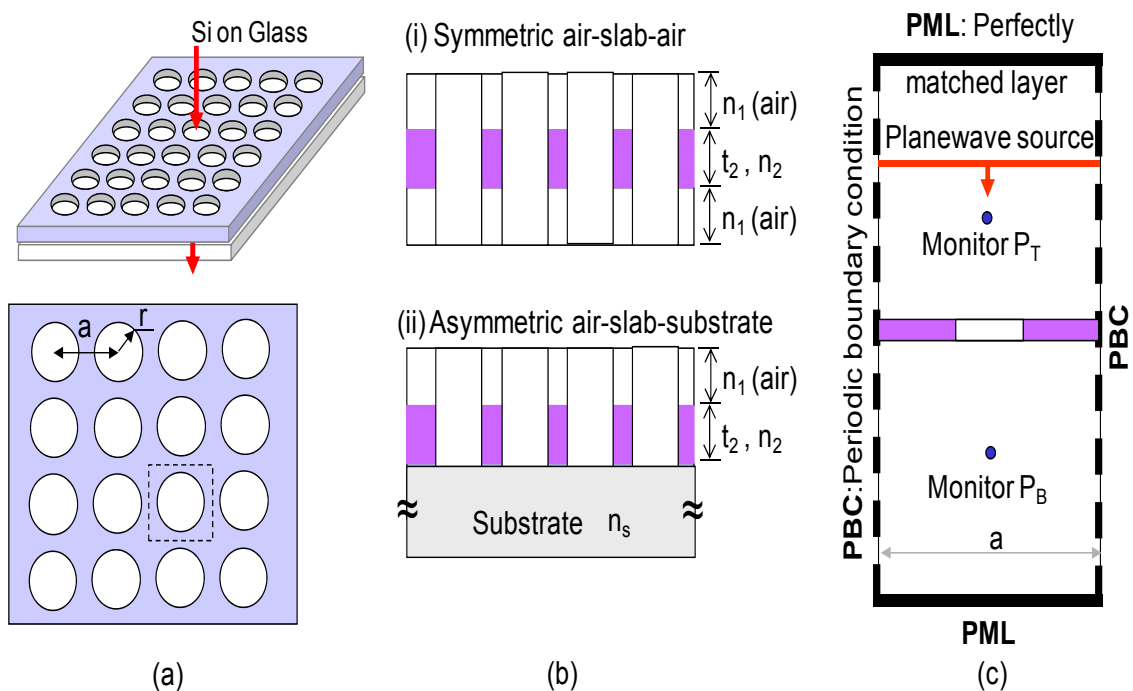 Si on Glass
a
r
(a)
(i) Symmetric air-slab-air
n₁ (air)
t₂ , n₂
n₁ (air)
(ii) Asymmetric air-slab-substrate
n₁ (air)
t₂ , n₂
≈ ≈
Substrate nₛ
(b)
PML: Perfectly
matched layer
Planewave source
Monitor P_T
PBC:Periodic boundary condition
PBC
Monitor P_B
a
PML
(c)